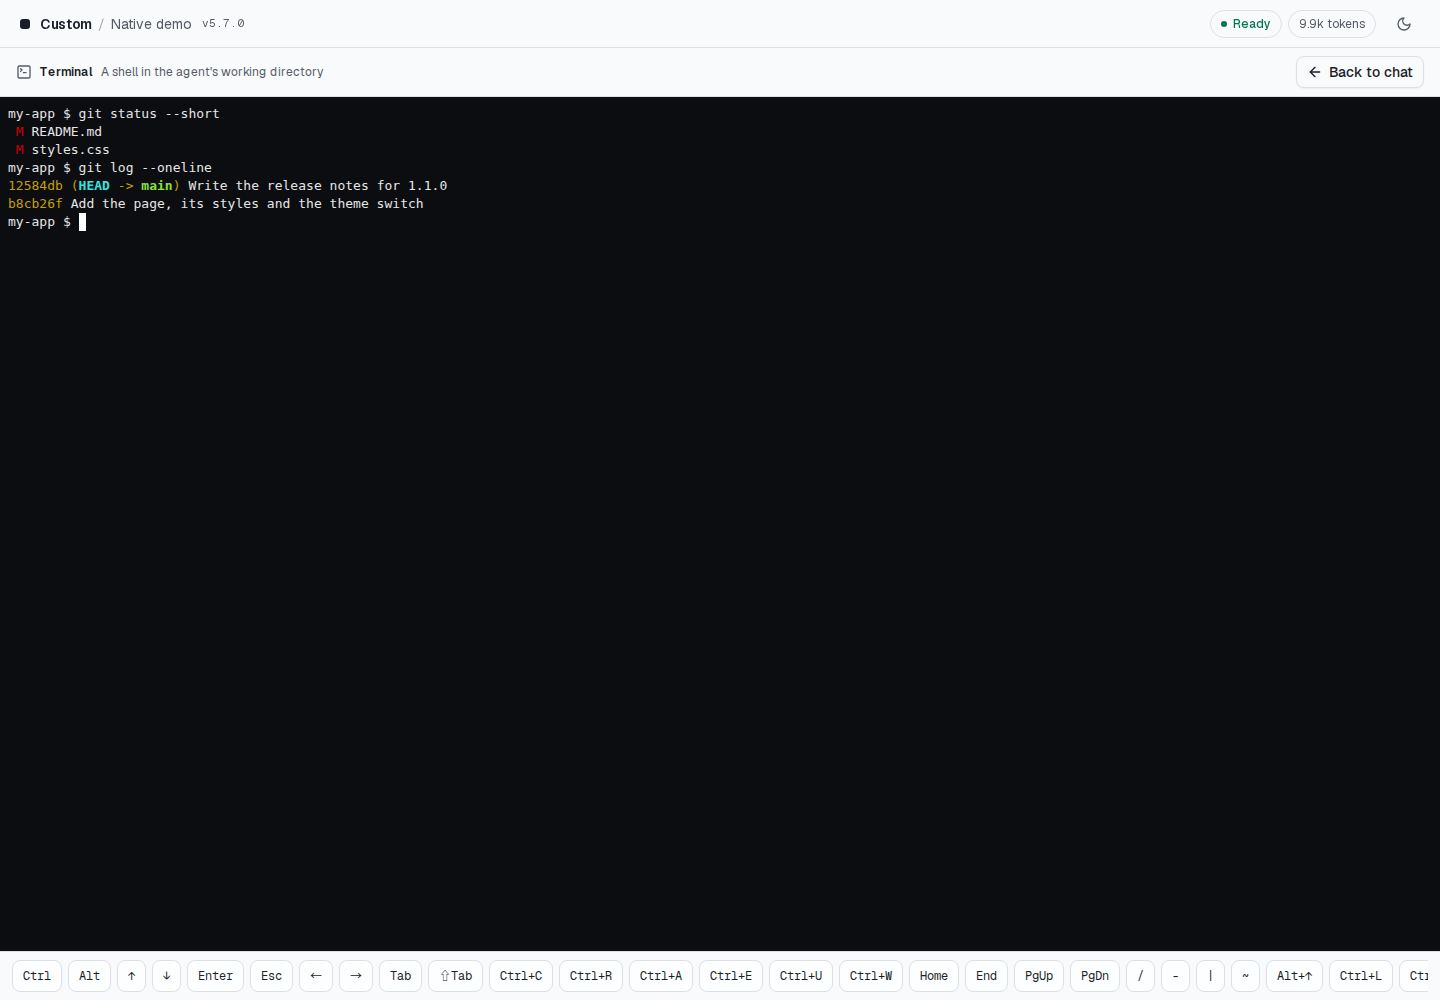 Custom / Native demo v5.7.0
Ready
9.9k tokens
Terminal A shell in the agent's working directory
Back to chat
my-app $ git status --short
 M README.md
 M styles.css
my-app $ git log --oneline
12584db (HEAD -> main) Write the release notes for 1.1.0
b8cb26f Add the page, its styles and the theme switch
my-app $
Ctrl Alt ↑ ↓ Enter Esc ← → Tab ⇧Tab Ctrl+C Ctrl+R Ctrl+A Ctrl+E Ctrl+U Ctrl+W Home End PgUp PgDn / - | ~ Alt+↑ Ctrl+L